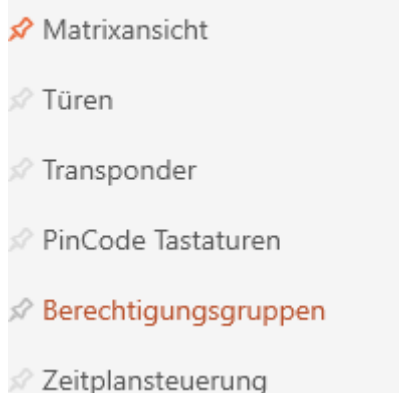 Matrixansicht
Türen
Transponder
PinCode Tastaturen
Berechtigungsgruppen
Zeitplansteuerung